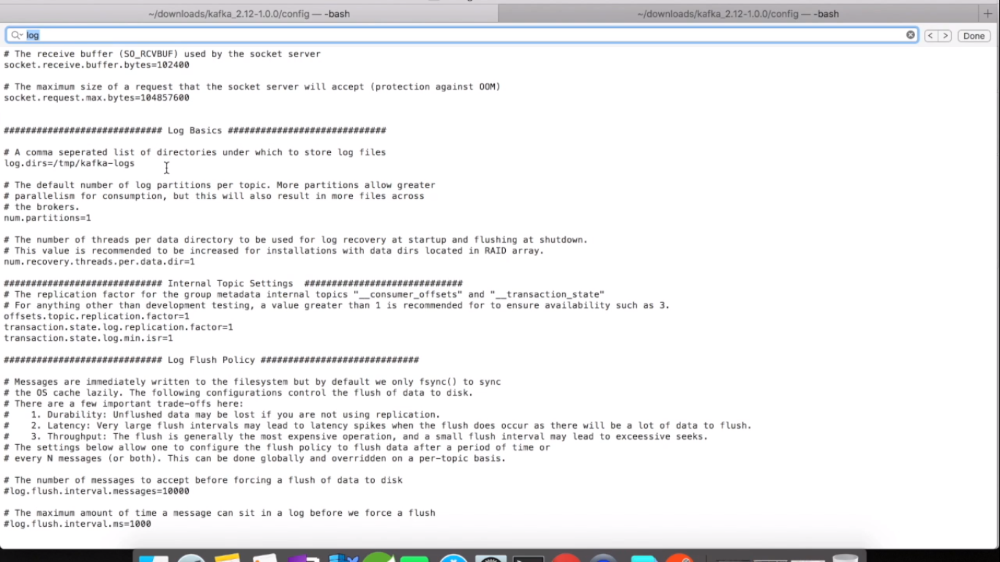 ~/downloads/kafka_2.12-1.0.0/config — -bash
~/downloads/kafka_2.12-1.0.0/config — -bash
log
Done
# The receive buffer (SO_RCVBUF) used by the socket server
socket.receive.buffer.bytes=102400
# The maximum size of a request that the socket server will accept (protection against OOM)
socket.request.max.bytes=104857600
############################# Log Basics #############################
# A comma seperated list of directories under which to store log files
log.dirs=/tmp/kafka-logs
# The default number of log partitions per topic. More partitions allow greater
# parallelism for consumption, but this will also result in more files across
# the brokers.
num.partitions=1
# The number of threads per data directory to be used for log recovery at startup and flushing at shutdown.
# This value is recommended to be increased for installations with data dirs located in RAID array.
num.recovery.threads.per.data.dir=1
############################# Internal Topic Settings  #############################
# The replication factor for the group metadata internal topics "__consumer_offsets" and "__transaction_state"
# For anything other than development testing, a value greater than 1 is recommended for to ensure availability such as 3.
offsets.topic.replication.factor=1
transaction.state.log.replication.factor=1
transaction.state.log.min.isr=1
############################# Log Flush Policy #############################
# Messages are immediately written to the filesystem but by default we only fsync() to sync
# the OS cache lazily. The following configurations control the flush of data to disk.
# There are a few important trade-offs here:
#    1. Durability: Unflushed data may be lost if you are not using replication.
#    2. Latency: Very large flush intervals may lead to latency spikes when the flush does occur as there will be a lot of data to flush.
#    3. Throughput: The flush is generally the most expensive operation, and a small flush interval may lead to exceessive seeks.
# The settings below allow one to configure the flush policy to flush data after a period of time or
# every N messages (or both). This can be done globally and overridden on a per-topic basis.
# The number of messages to accept before forcing a flush of data to disk
#log.flush.interval.messages=10000
# The maximum amount of time a message can sit in a log before we force a flush
#log.flush.interval.ms=1000